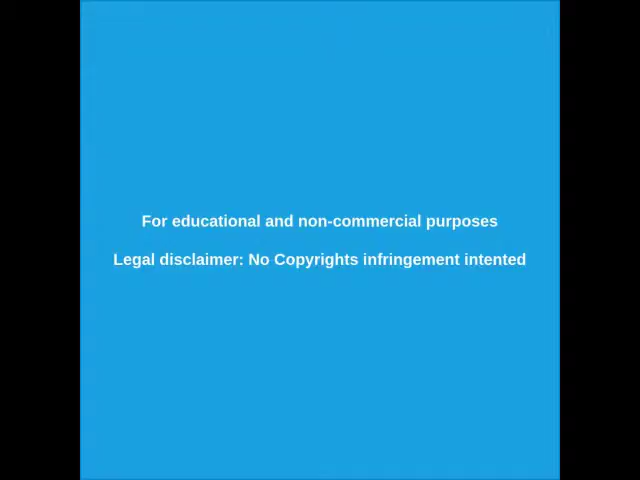 For educational and non-commercial purposes
Legal disclaimer: No Copyrights infringement intented